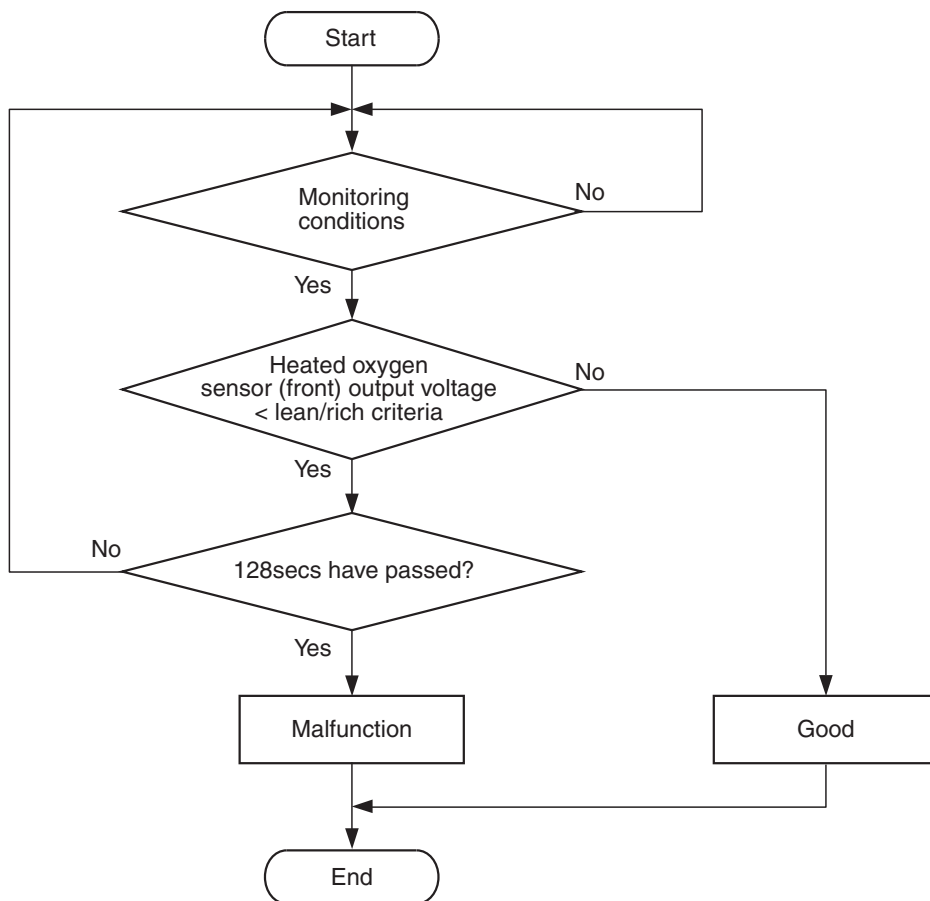 Start
Monitoring
conditions
No
Yes
Heated oxygen
sensor (front) output voltage
< lean/rich criteria
No
Yes
128secs have passed?
No
Yes
Malfunction
Good
End